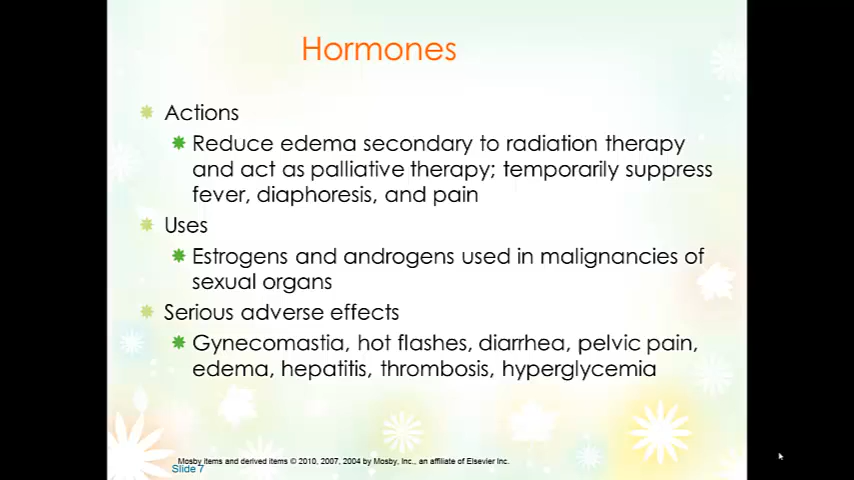 Hormones
Actions
Reduce edema secondary to radiation therapy
and act as palliative therapy; temporarily suppress
fever, diaphoresis, and pain
Uses
Estrogens and androgens used in malignancies of
sexual organs
Serious adverse effects
Gynecomastia, hot flashes, diarrhea, pelvic pain,
edema, hepatitis, thrombosis, hyperglycemia
Mosby items and derived items © 2010, 2007, 2004 by Mosby, Inc., an affiliate of Elsevier Inc.
Slide 7